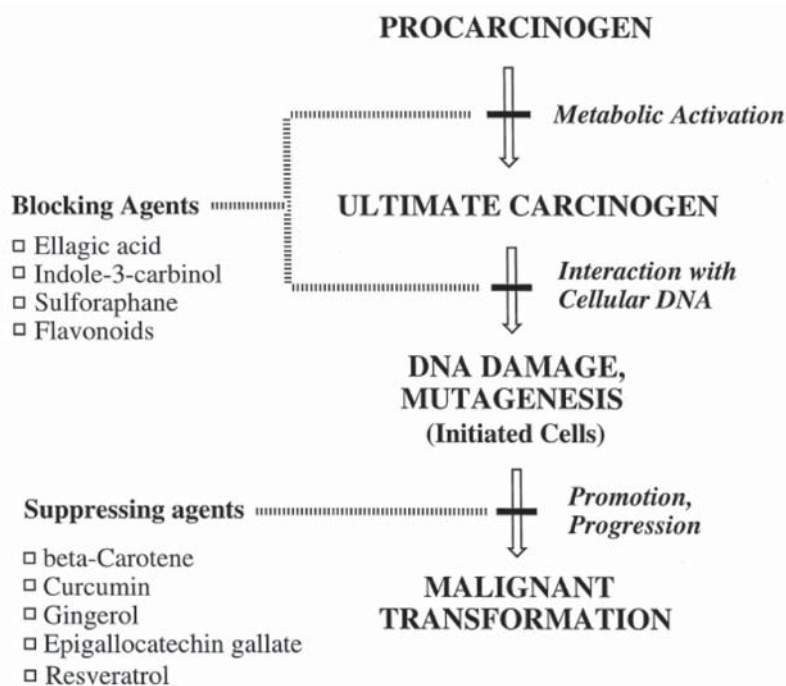 PROCARCINOGEN
Metabolic Activation
Blocking Agents
ULTIMATE CARCINOGEN
Ellagic acid
Indole-3-carbinol
Sulforaphane
Flavonoids
Interaction with
Cellular DNA
DNA DAMAGE,
MUTAGENESIS
(Initiated Cells)
Suppressing agents
Promotion,
Progression
beta-Carotene
Curcumin
Gingerol
Epigallocatechin gallate
Resveratrol
MALIGNANT
TRANSFORMATION